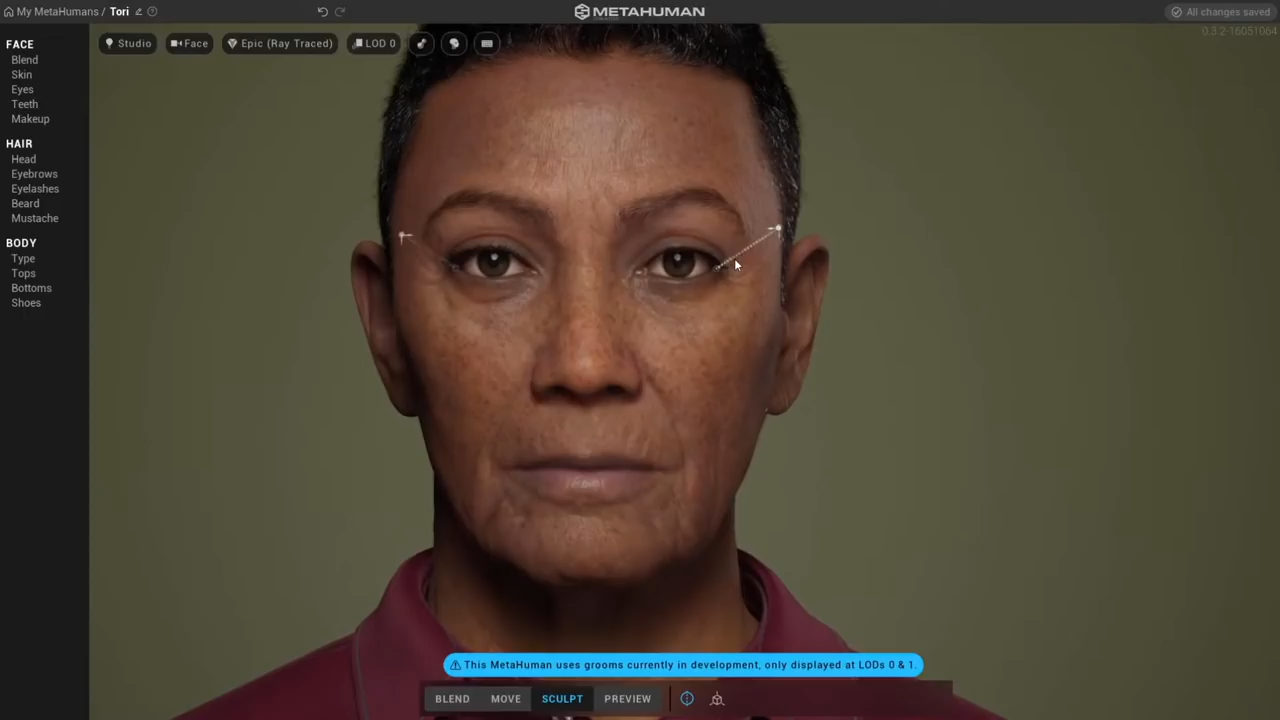 My MetaHumans / Tori
METAHUMAN
All changes saved
0.3.2-16051064
Studio
Face
Epic (Ray Traced)
LOD 0
FACE
Blend
Skin
Eyes
Teeth
Makeup
HAIR
Head
Eyebrows
Eyelashes
Beard
Mustache
BODY
Type
Tops
Bottoms
Shoes
This MetaHuman uses grooms currently in development, only displayed at LODs 0 & 1.
BLEND MOVE SCULPT PREVIEW